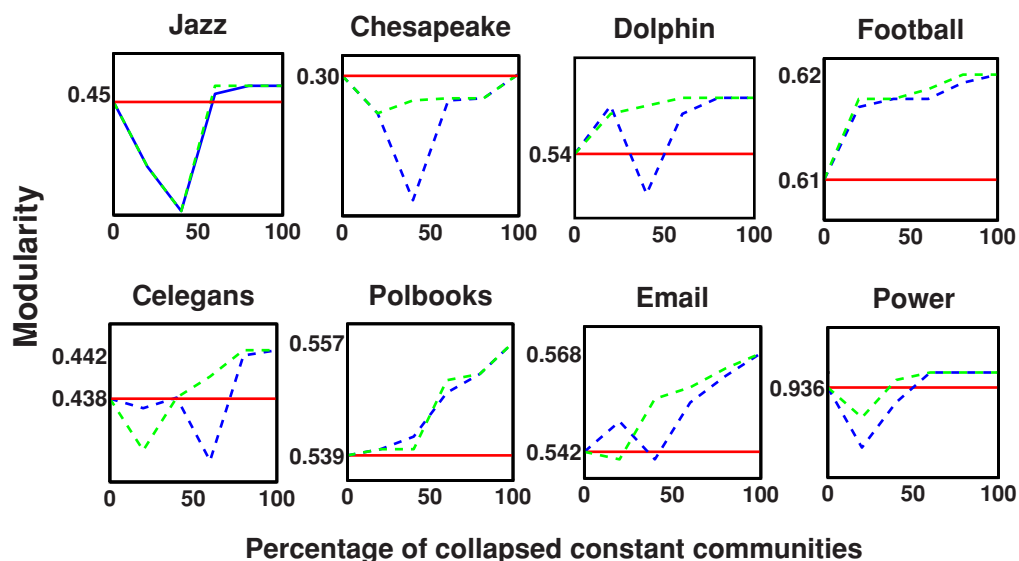 Jazz Chesapeake Dolphin Football
0.45 0.30 0.54 0.62
0.61
0 50 100 0 50 100 0 50 100 0 50 100
Modularity
Celegans Polbooks Email Power
0.442 0.557 0.568 0.936
0.438 0.539 0.542
0 50 100 0 50 100 0 50 100 0 50 100
Percentage of collapsed constant communities